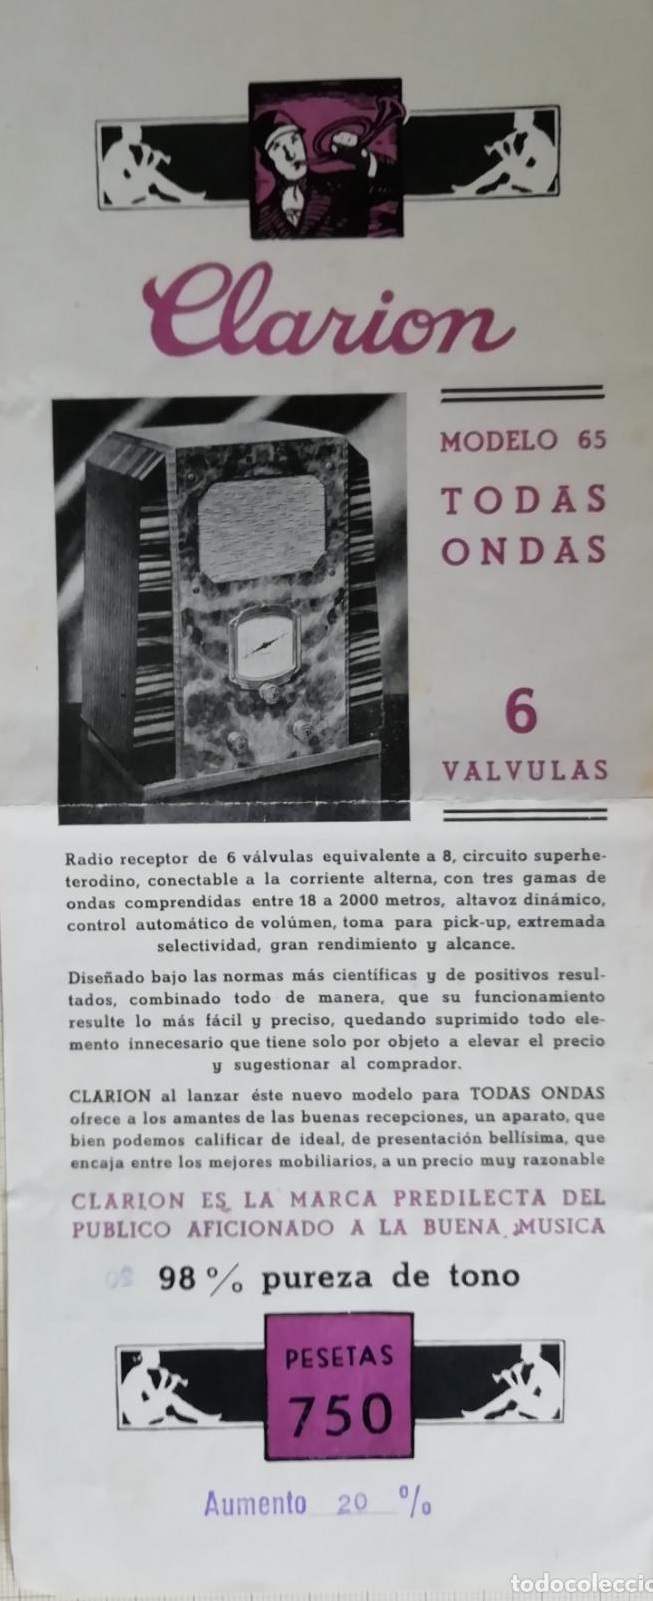 Clarion
MODELO 65
TODAS
ONDAS
6
VALVULAS
Radio receptor de 6 válvulas equivalente a 8, circuito superhe-
terodino, conectable a la corriente alterna, con tres gamas de
ondas comprendidas entre 18 a 2000 metros, altavoz dinámico,
control automático de volúmen, toma para pick-up, extremada
selectividad, gran rendimiento y alcance.
Diseñado bajo las normas más científicas y de positivos resul-
tados, combinado todo de manera, que su funcionamiento
resulte lo más fácil y preciso, quedando suprimido todo ele-
mento innecesario que tiene solo por objeto a elevar el precio
y sugestionar al comprador.
CLARION al lanzar éste nuevo modelo para TODAS ONDAS
ofrece a los amantes de las buenas recepciones, un aparato, que
bien podemos calificar de ideal, de presentación bellísima, que
encaja entre los mejores mobiliarios, a un precio muy razonable
CLARION ES LA MARCA PREDILECTA DEL
PUBLICO AFICIONADO A LA BUENA MUSICA
98 % pureza de tono
PESETAS
750
Aumento 20 %
todocoleccio